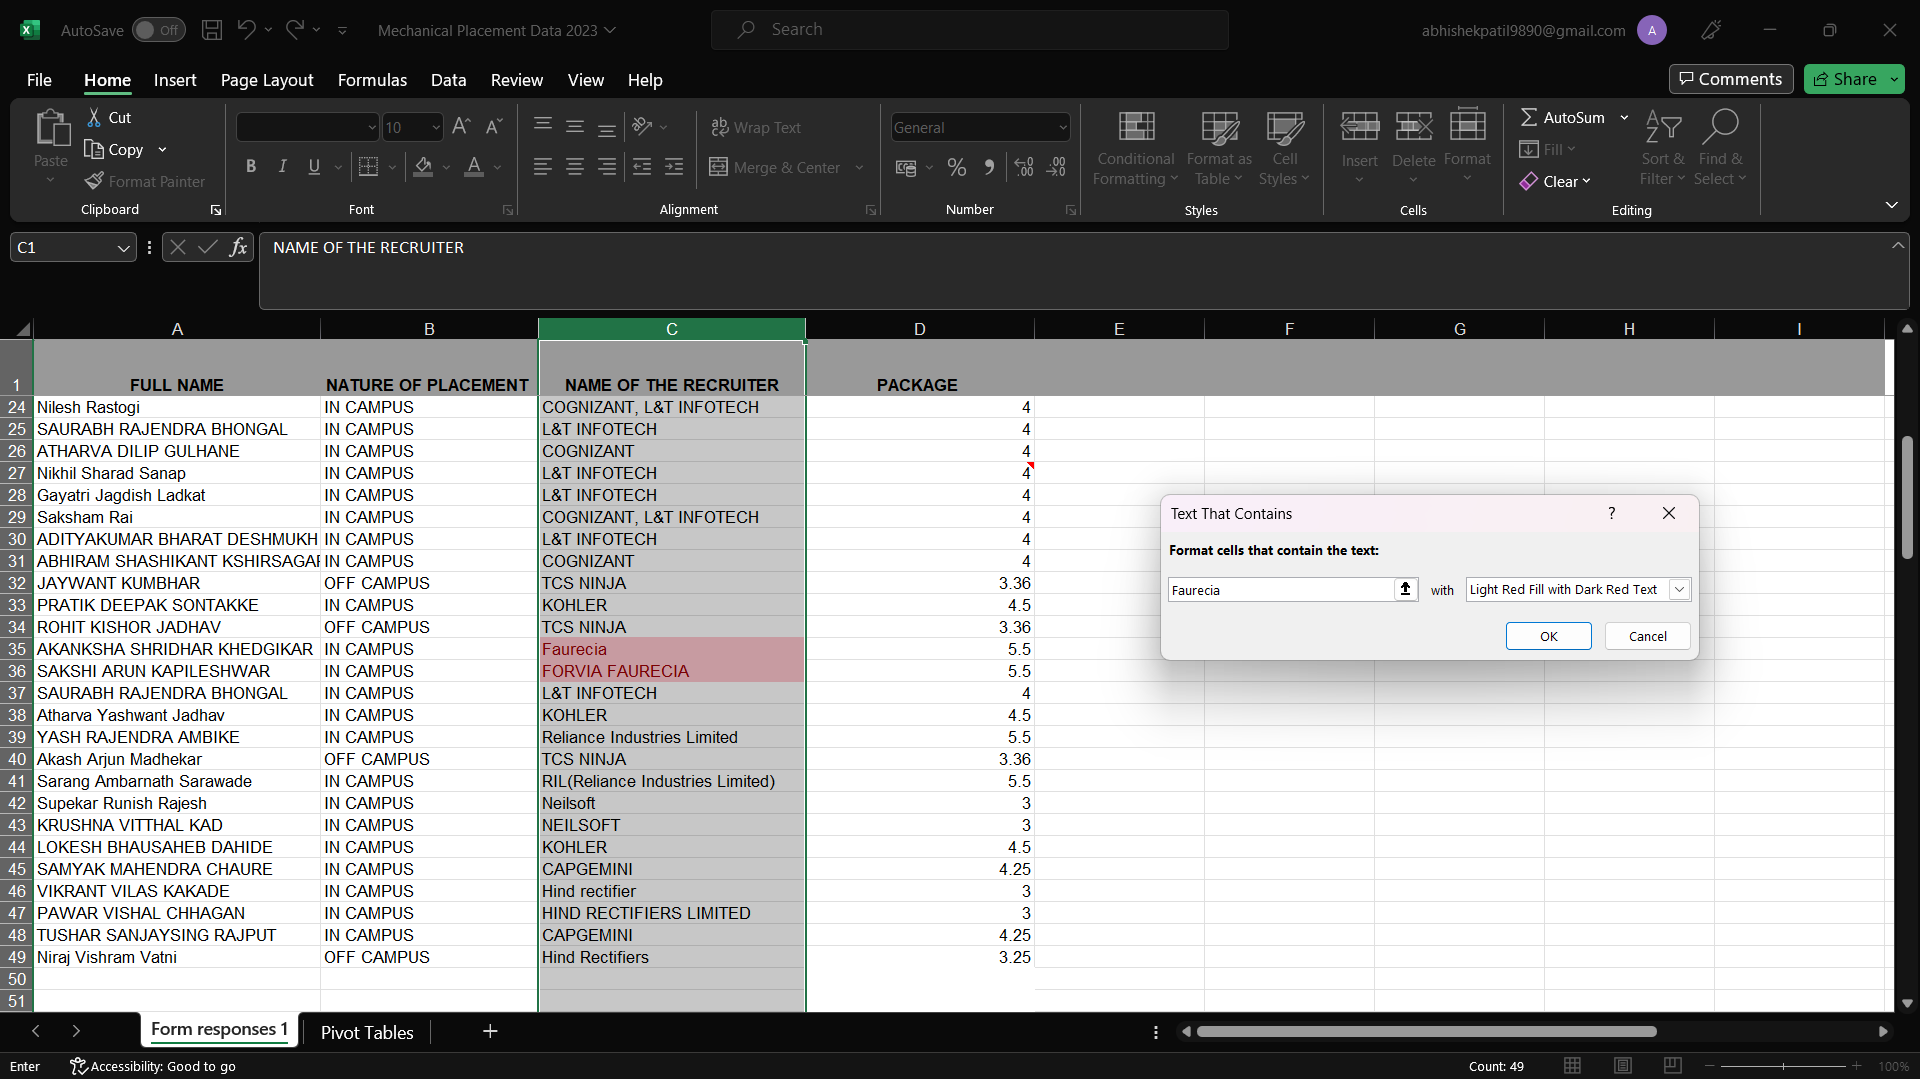 AutoSave Off Mechanical Placement Data 2023 Search abhishekpatil9890@gmail.com A
File Home Insert Page Layout Formulas Data Review View Help Comments Share
Paste Cut Copy Format Painter Clipboard
10 B I U A Font
ab Wrap Text Merge & Center Alignment
General % Number
Conditional Formatting Format as Table Cell Styles Styles
Insert Delete Format Cells
AutoSum Fill Clear Sort & Filter Find & Select Editing
C1 fx NAME OF THE RECRUITER
A B C D E F G H I
1 FULL NAME NATURE OF PLACEMENT NAME OF THE RECRUITER PACKAGE
24 Nilesh Rastogi IN CAMPUS COGNIZANT, L&T INFOTECH 4
25 SAURABH RAJENDRA BHONGAL IN CAMPUS L&T INFOTECH 4
26 ATHARVA DILIP GULHANE IN CAMPUS COGNIZANT 4
27 Nikhil Sharad Sanap IN CAMPUS L&T INFOTECH 4
28 Gayatri Jagdish Ladkat IN CAMPUS L&T INFOTECH 4
29 Saksham Rai IN CAMPUS COGNIZANT, L&T INFOTECH 4
30 ADITYAKUMAR BHARAT DESHMUKH IN CAMPUS L&T INFOTECH 4
31 ABHIRAM SHASHIKANT KSHIRSAGAR IN CAMPUS COGNIZANT 4
32 JAYWANT KUMBHAR OFF CAMPUS TCS NINJA 3.36
33 PRATIK DEEPAK SONTAKKE IN CAMPUS KOHLER 4.5
34 ROHIT KISHOR JADHAV OFF CAMPUS TCS NINJA 3.36
35 AKANKSHA SHRIDHAR KHEDGIKAR IN CAMPUS Faurecia 5.5
36 SAKSHI ARUN KAPILESHWAR IN CAMPUS FORVIA FAURECIA 5.5
37 SAURABH RAJENDRA BHONGAL IN CAMPUS L&T INFOTECH 4
38 Atharva Yashwant Jadhav IN CAMPUS KOHLER 4.5
39 YASH RAJENDRA AMBIKE IN CAMPUS Reliance Industries Limited 5.5
40 Akash Arjun Madhekar OFF CAMPUS TCS NINJA 3.36
41 Sarang Ambarnath Sarawade IN CAMPUS RIL(Reliance Industries Limited) 5.5
42 Supekar Runish Rajesh IN CAMPUS Neilsoft 3
43 KRUSHNA VITTHAL KAD IN CAMPUS NEILSOFT 3
44 LOKESH BHAUSAHEB DAHIDE IN CAMPUS KOHLER 4.5
45 SAMYAK MAHENDRA CHAURE IN CAMPUS CAPGEMINI 4.25
46 VIKRANT VILAS KAKADE IN CAMPUS Hind rectifier 3
47 PAWAR VISHAL CHHAGAN IN CAMPUS HIND RECTIFIERS LIMITED 3
48 TUSHAR SANJAYSING RAJPUT IN CAMPUS CAPGEMINI 4.25
49 Niraj Vishram Vatni OFF CAMPUS Hind Rectifiers 3.25
50
51
Text That Contains ?
Format cells that contain the text:
Faurecia with Light Red Fill with Dark Red Text
OK Cancel
Form responses 1 Pivot Tables
Enter Accessibility: Good to go Count: 49 100%